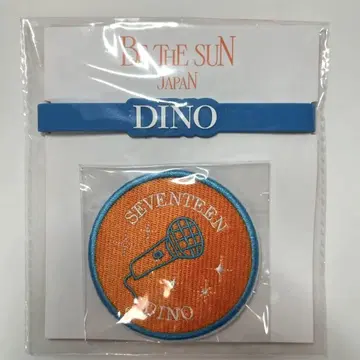 BE THE SUN
JAPAN
DINO
SEVENTEEN
DINO